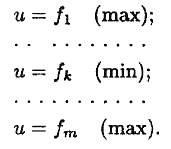 u = f₁ (max);
.. ........
u = fₖ (min);
...........
u = fₘ (max).